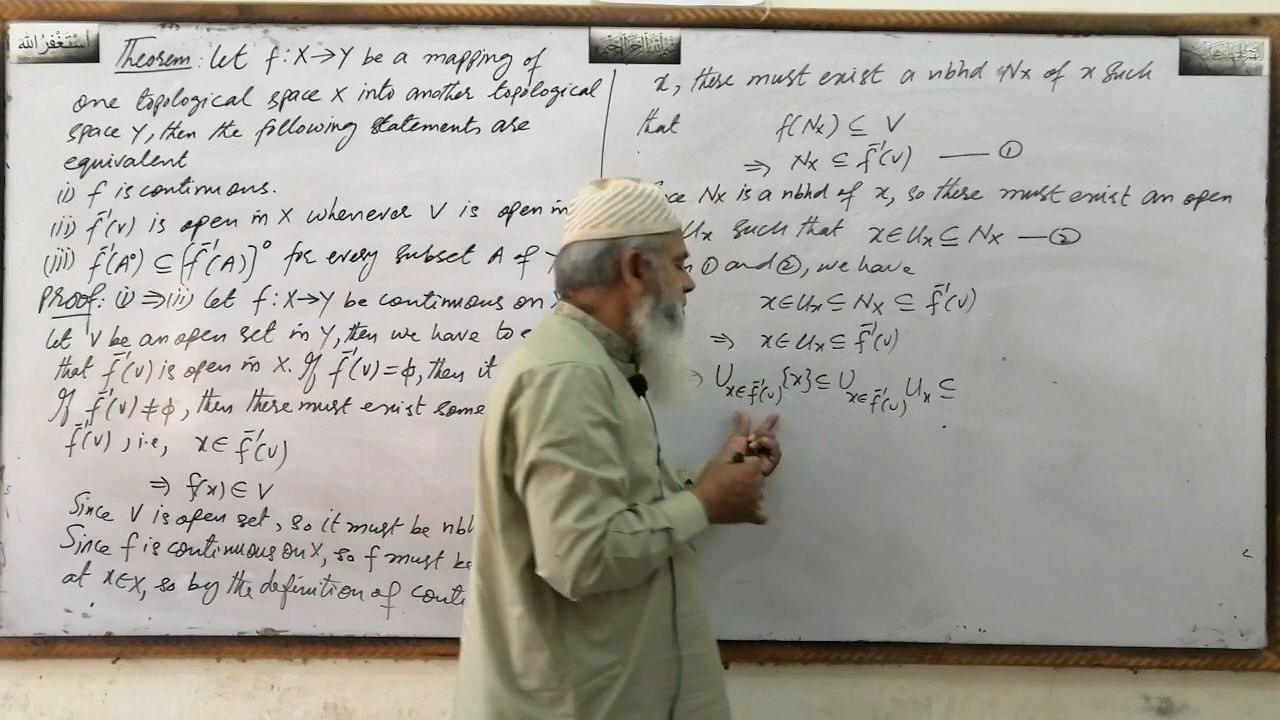 أستغفر الله
Theorem: Let f: X→Y be a mapping of
one topological space X into another topological
space Y, then the following statements are
equivalent
(i) f is continuous.
(ii) f⁻¹(V) is open in X whenever V is open in
(iii) f⁻¹(A°) ⊆ [f⁻¹(A)]° for every subset A of Y
Proof: (i) ⇒ (ii) Let f: X→Y be continuous on
Let V be an open set in Y, then we have to
that f⁻¹(V) is open in X. If f⁻¹(V) = φ, then it
If f⁻¹(V) ≠ φ, then there must exist some
f⁻¹(V), i.e, x ∈ f⁻¹(V)
⇒ f(x) ∈ V
Since V is open set, so it must be nbh
Since f is continuous on X, so f must be
at x∈X, so by the definition of conti
x, there must exist a nbhd Nx of x such
that f(Nx) ⊆ V
⇒ Nx ⊆ f⁻¹(V) —— ①
ce Nx is a nbhd of x, so there must exist an open
Ux such that x∈Ux ⊆ Nx — ②
① and ②, we have
x∈Ux ⊆ Nx ⊆ f⁻¹(V)
⇒ x∈Ux ⊆ f⁻¹(V)
⇒ ∪x∈f⁻¹(V) {x} ⊆ ∪x∈f⁻¹(V) Ux ⊆